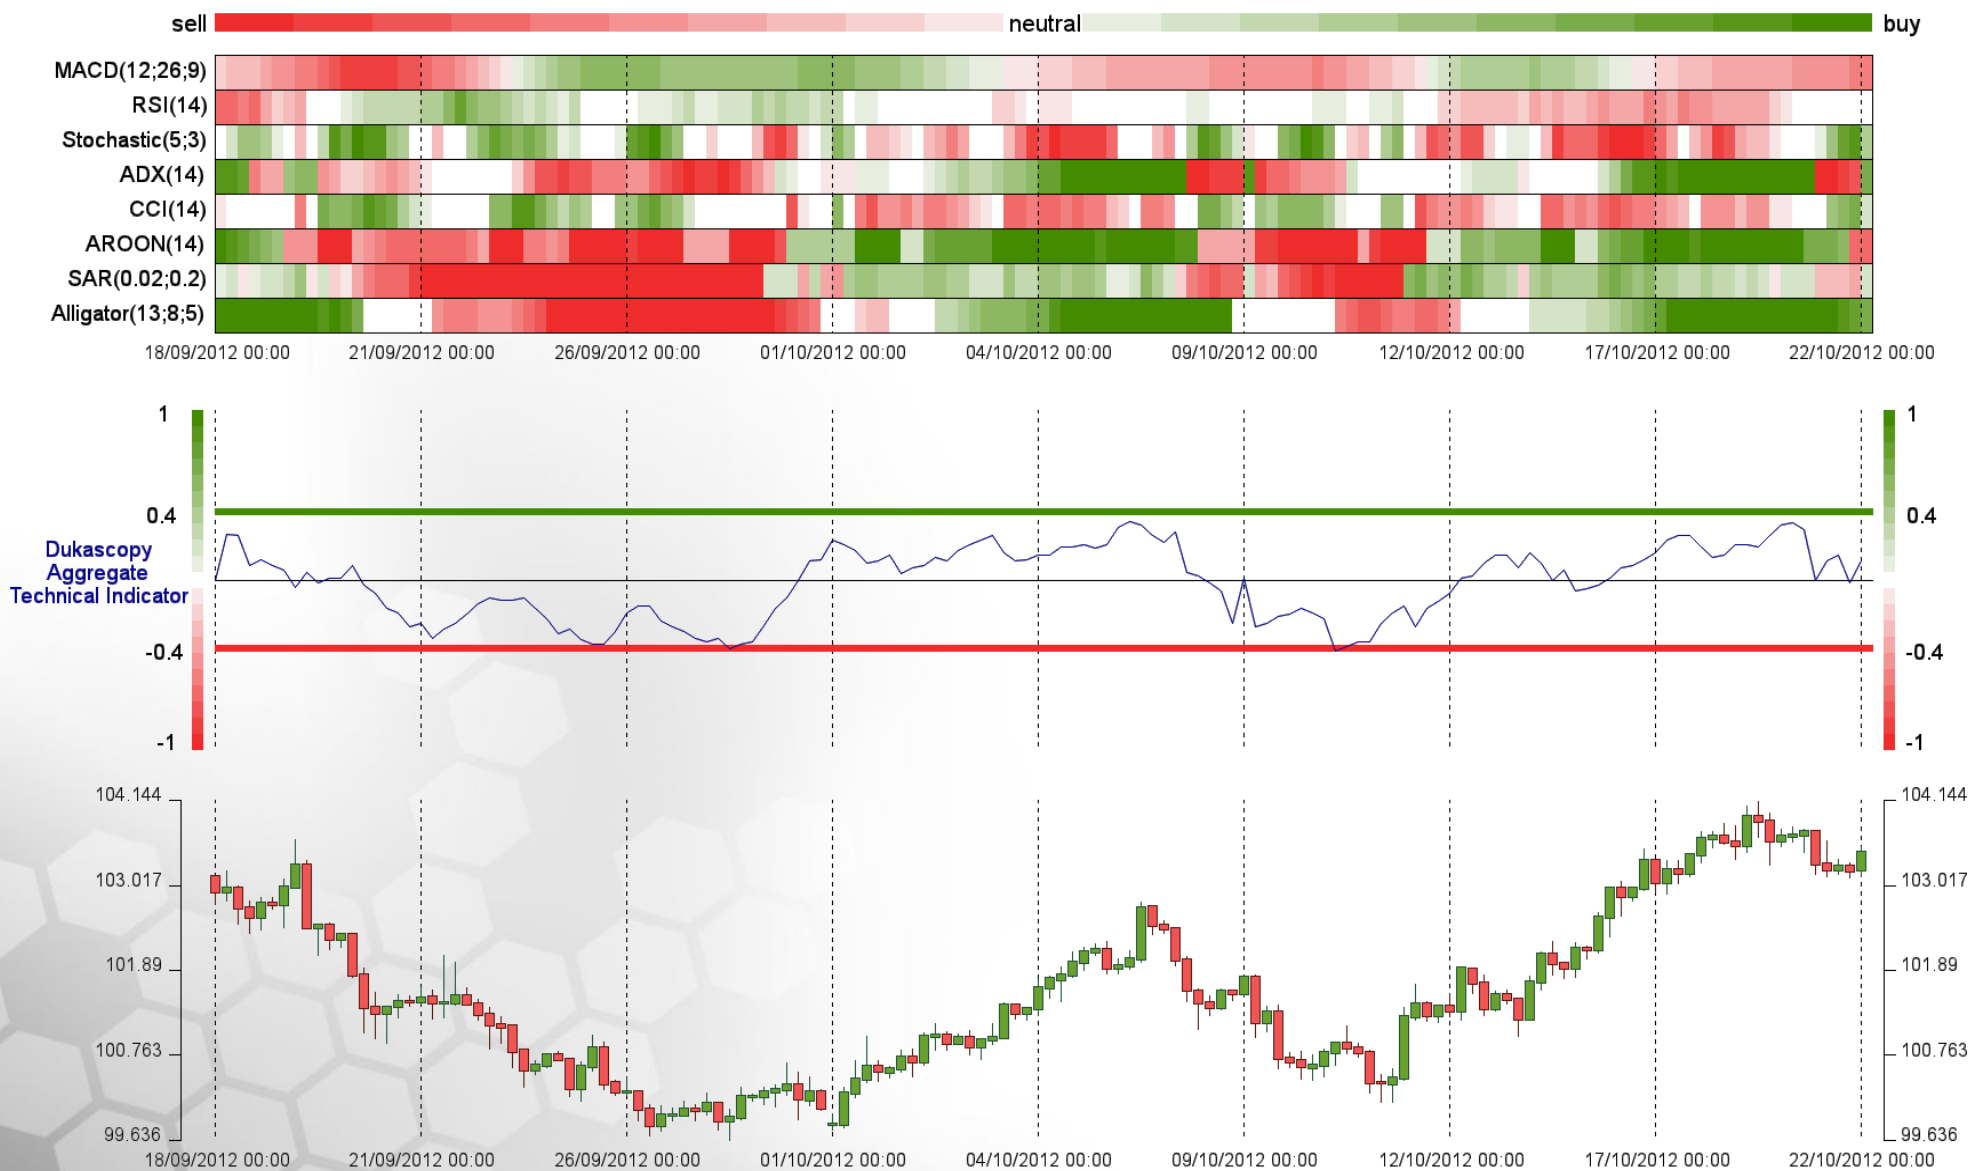 sell neutral buy
MACD(12;26;9)
RSI(14)
Stochastic(5;3)
ADX(14)
CCI(14)
AROON(14)
SAR(0.02;0.2)
Alligator(13;8;5)
18/09/2012 00:00 21/09/2012 00:00 26/09/2012 00:00 01/10/2012 00:00 04/10/2012 00:00 09/10/2012 00:00 12/10/2012 00:00 17/10/2012 00:00 22/10/2012 00:00
1 1
0.4 0.4
Dukascopy
Aggregate
Technical Indicator
-0.4 -0.4
-1 -1
104.144 104.144
103.017 103.017
101.89 101.89
100.763 100.763
99.636 99.636
18/09/2012 00:00 21/09/2012 00:00 26/09/2012 00:00 01/10/2012 00:00 04/10/2012 00:00 09/10/2012 00:00 12/10/2012 00:00 17/10/2012 00:00 22/10/2012 00:00